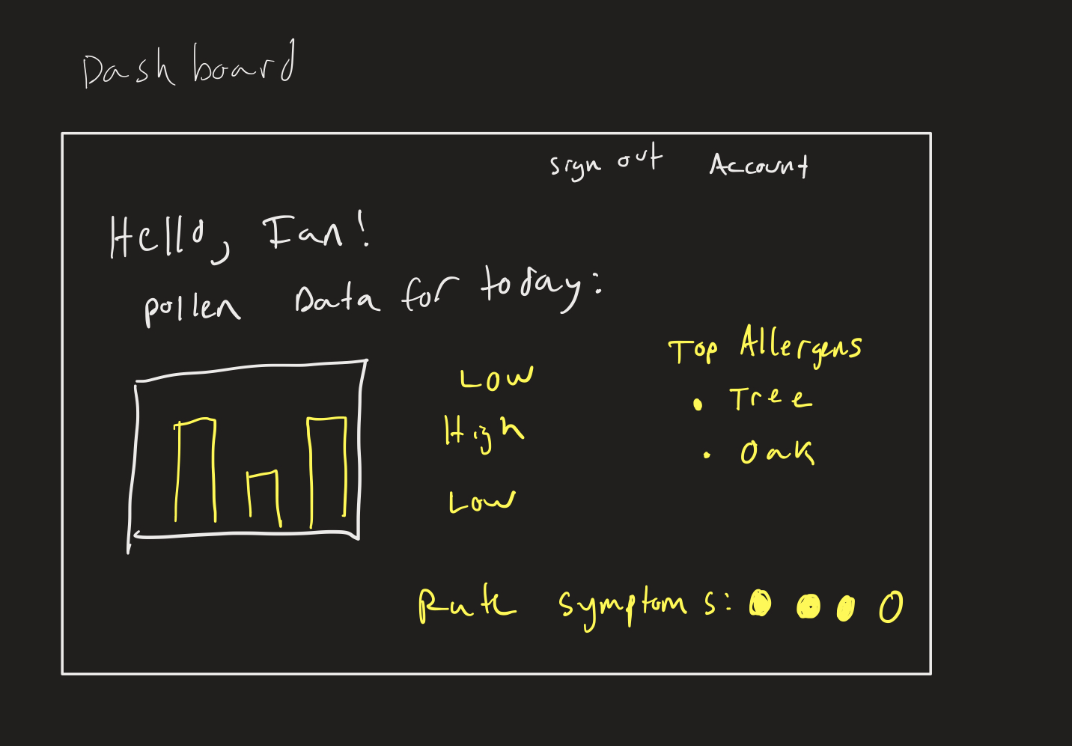 Dashboard
sign out Account
Hello, Ian!
pollen Data for today:
Low
High
Low
Top Allergens
• Tree
• Oak
Rate symptoms: